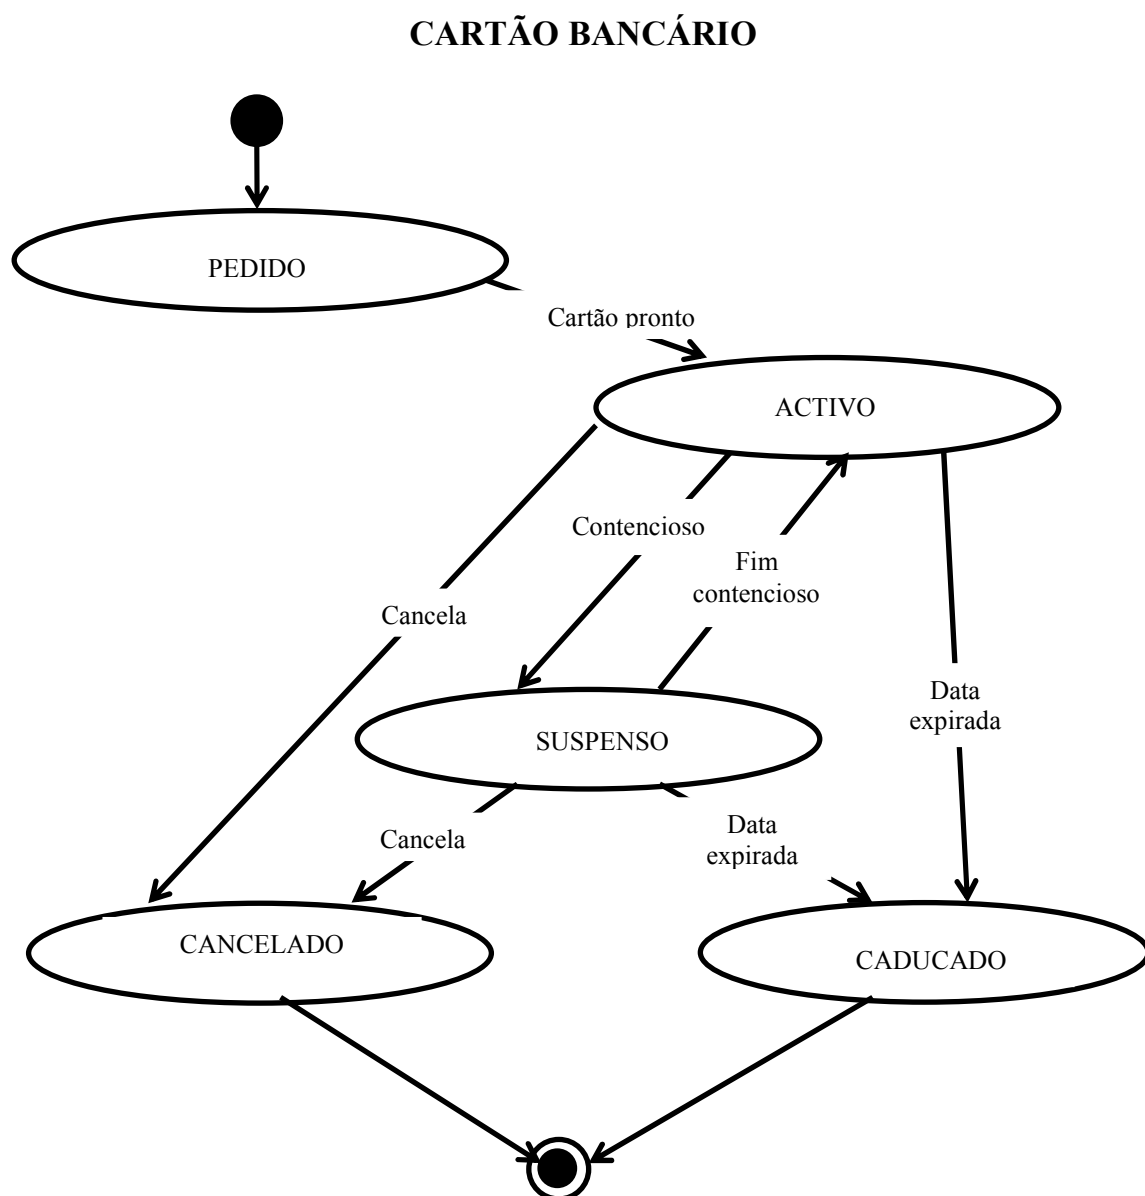 CARTÃO BANCÁRIO
PEDIDO
Cartão pronto
ACTIVO
Contencioso
Fim
contencioso
Cancela
Data
expirada
SUSPENSO
Cancela
Data
expirada
CANCELADO
CADUCADO